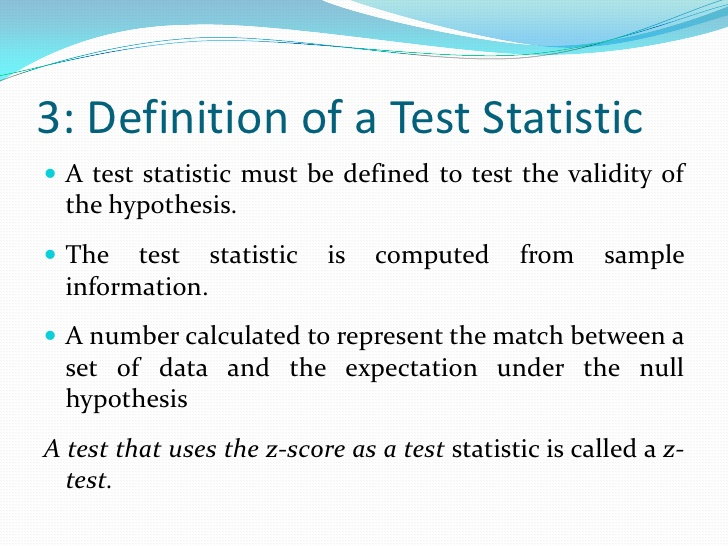 3: Definition of a Test Statistic
• A test statistic must be defined to test the validity of
the hypothesis.
• The test statistic is computed from sample
information.
• A number calculated to represent the match between a
set of data and the expectation under the null
hypothesis
A test that uses the z-score as a test statistic is called a z-
test.